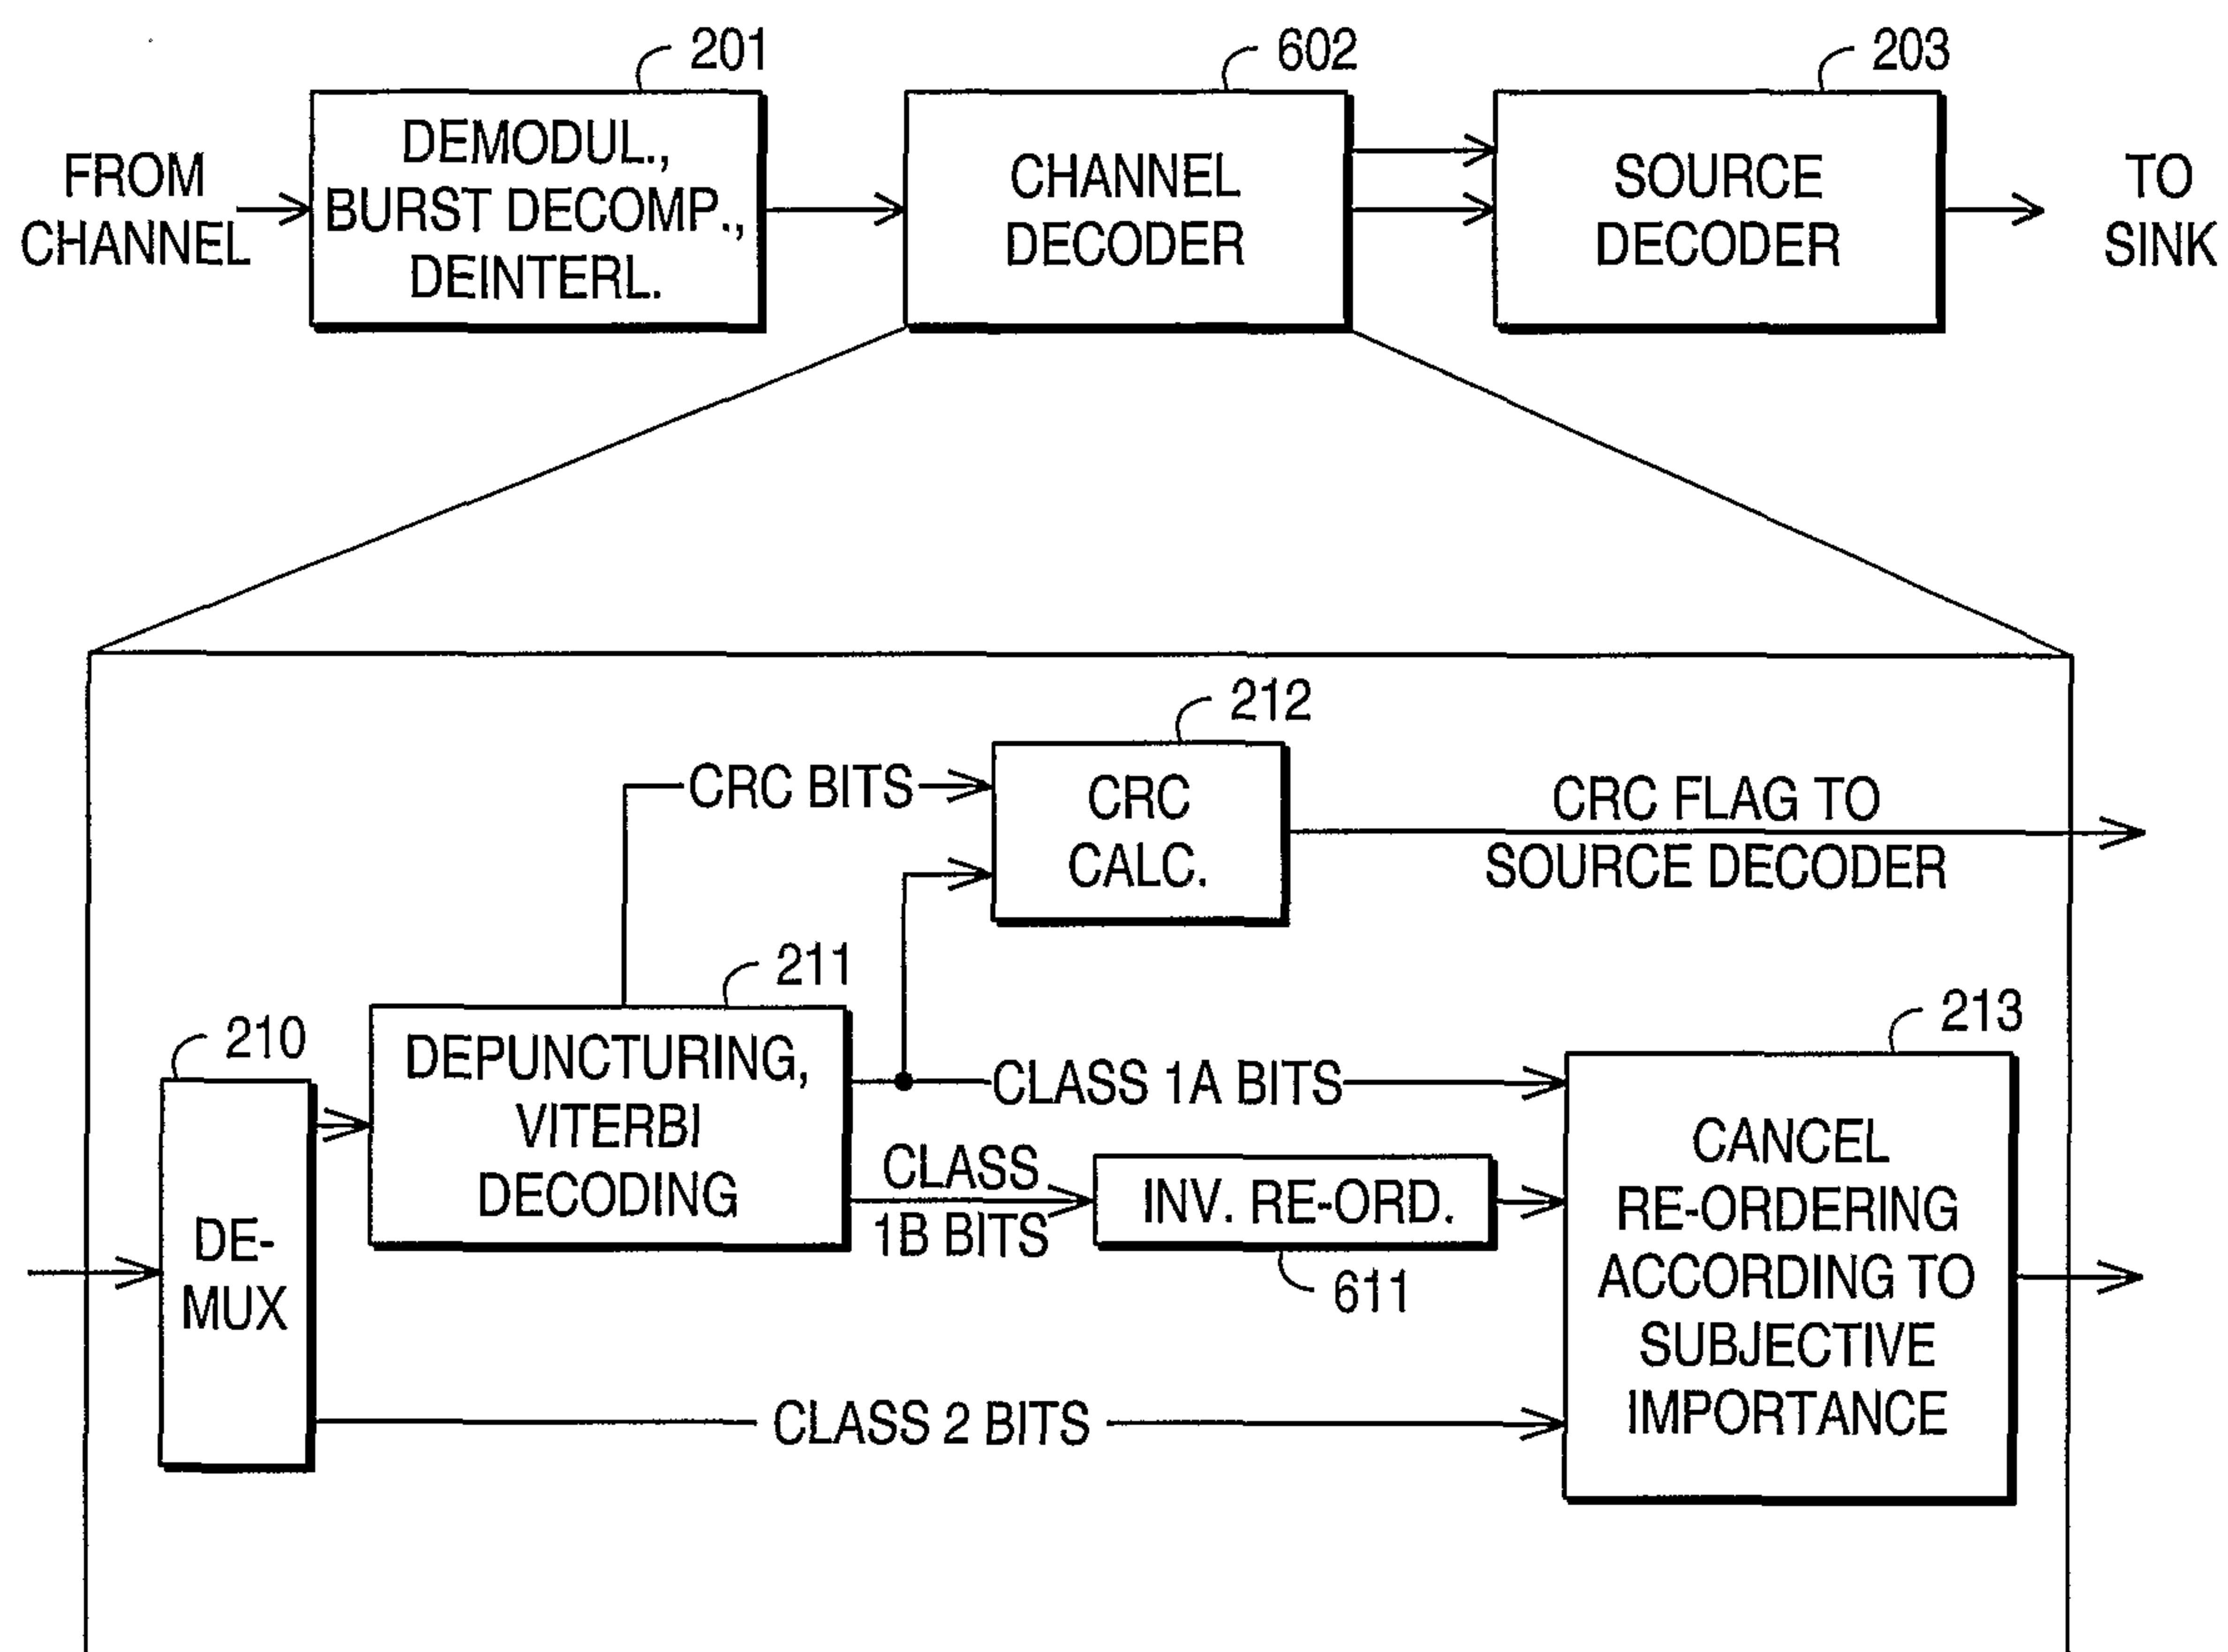 201
602
203
FROM
CHANNEL
DEMODUL.,
BURST DECOMP.,
DEINTERL.
CHANNEL
DECODER
SOURCE
DECODER
TO
SINK
212
CRC BITS
CRC
CALC.
CRC FLAG TO
SOURCE DECODER
211
210
213
DEPUNCTURING,
VITERBI
DECODING
CLASS 1A BITS
CLASS
1B BITS
INV. RE-ORD.
611
DE-
MUX
CANCEL
RE-ORDERING
ACCORDING TO
SUBJECTIVE
IMPORTANCE
CLASS 2 BITS